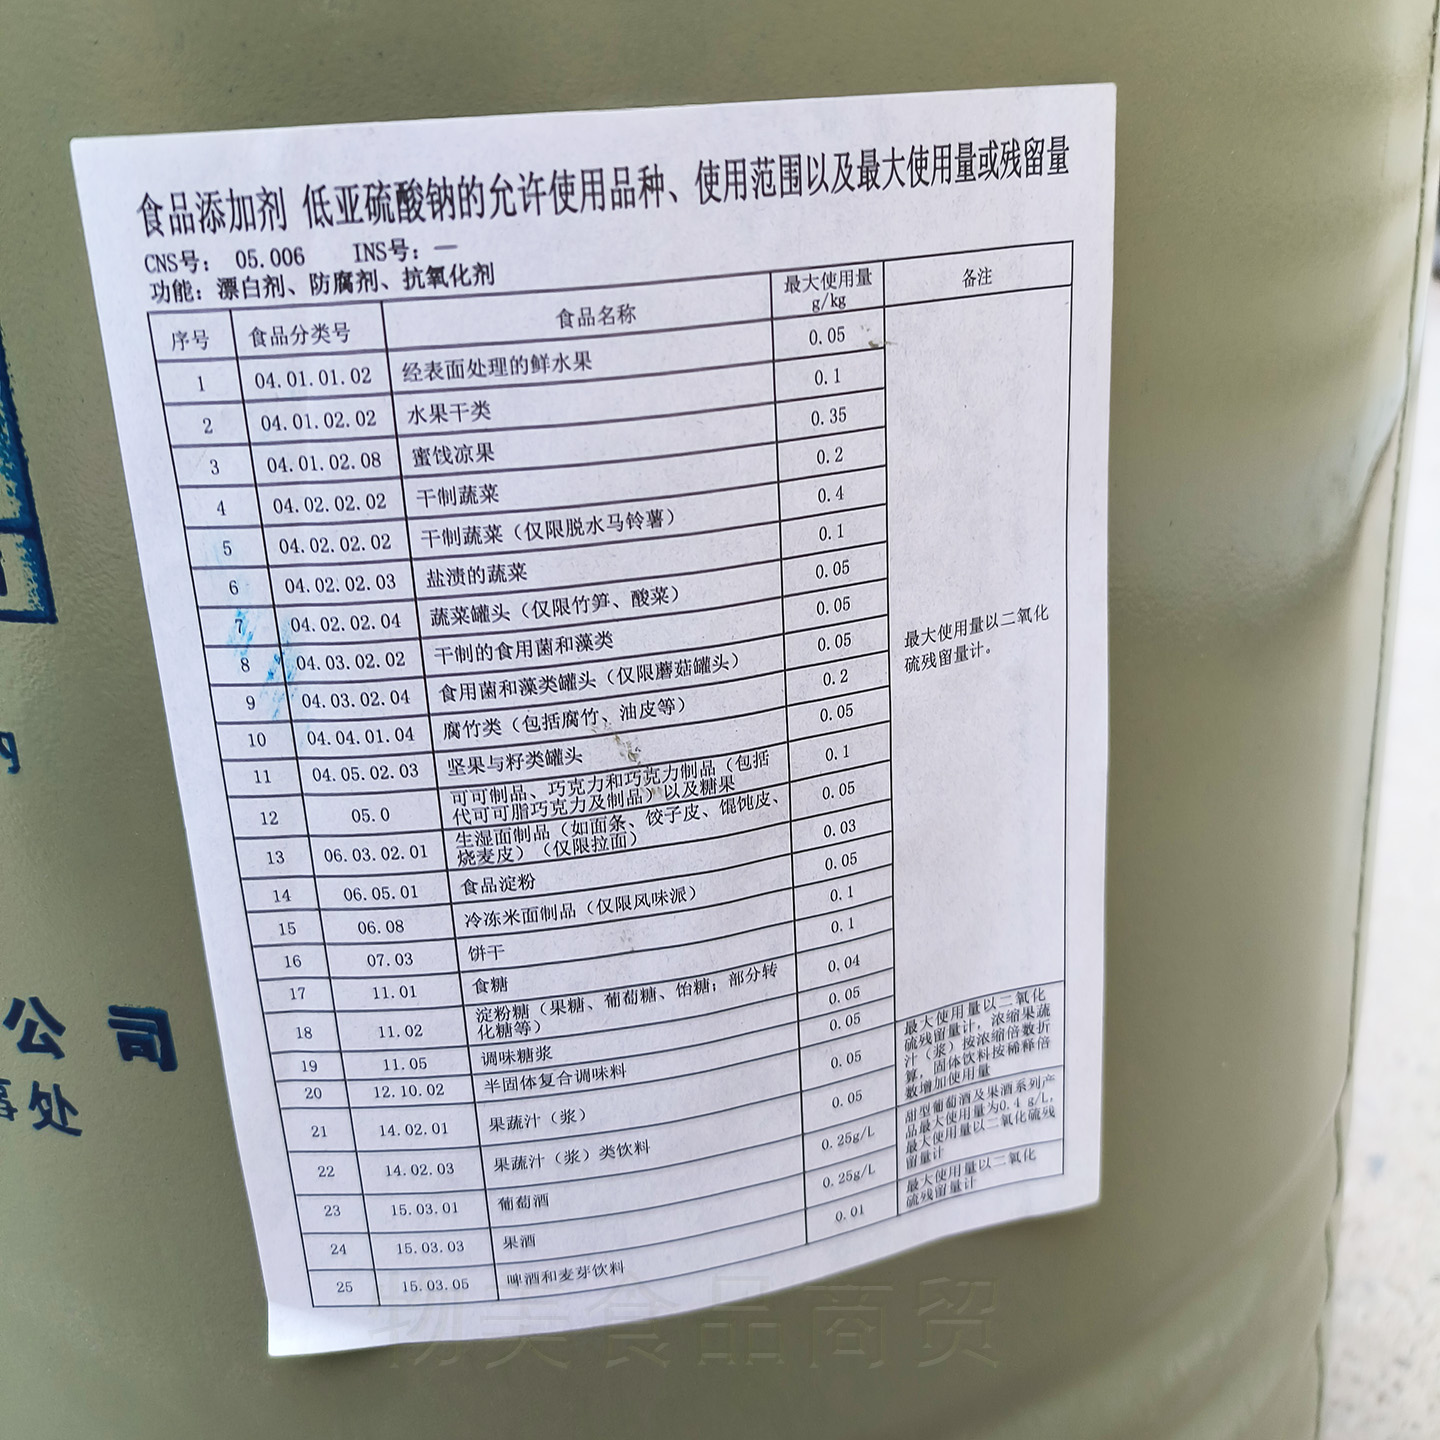 食品添加剂 低亚硫酸钠的允许使用品种、使用范围以及最大使用量或残留量
CNS号： 05.006 INS号：—
功能：漂白剂、防腐剂、抗氧化剂
序号 食品分类号 食品名称 最大使用量 g/kg 备注
1 04.01.01.02 经表面处理的鲜水果 0.05
2 04.01.02.02 水果干类 0.1
3 04.01.02.08 蜜饯凉果 0.35
4 04.02.02.02 干制蔬菜 0.2
5 04.02.02.02 干制蔬菜（仅限脱水马铃薯） 0.4
6 04.02.02.03 盐渍的蔬菜 0.1
7 04.02.02.04 蔬菜罐头（仅限竹笋、酸菜） 0.05
8 04.03.02.02 干制的食用菌和藻类 0.05
9 04.03.02.04 食用菌和藻类罐头（仅限蘑菇罐头） 0.05
10 04.04.01.04 腐竹类（包括腐竹、油皮等） 0.2
11 04.05.02.03 坚果与籽类罐头 0.05
12 05.0 可可制品、巧克力和巧克力制品（包括
代可可脂巧克力及制品）以及糖果 0.1
13 06.03.02.01 生湿面制品（如面条、饺子皮、馄饨皮、
烧麦皮）（仅限拉面） 0.05
14 06.05.01 食品淀粉 0.03
15 06.08 冷冻米面制品（仅限风味派） 0.05
16 07.03 饼干 0.1
17 11.01 食糖 0.1
18 11.02 淀粉糖（果糖、葡萄糖、饴糖；部分转
化糖等） 0.04
19 11.05 调味糖浆 0.05
20 12.10.02 半固体复合调味料 0.05
最大使用量以二氧化
硫残留量计。
21 14.02.01 果蔬汁（浆） 0.05
22 14.02.03 果蔬汁（浆）类饮料 0.05
最大使用量以二氧化
硫残留量计，浓缩果蔬
汁（浆）按浓缩倍数折
算，固体饮料按稀释倍
数增加使用量
23 15.03.01 葡萄酒 0.25g/L
24 15.03.03 果酒 0.25g/L
甜型葡萄酒及果酒系列产
品最大使用量为0.4 g/L，
最大使用量以二氧化硫残
留量计
25 15.03.05 啤酒和麦芽饮料 0.01
最大使用量以二氧化
硫残留量计
公司
事处
物美食品商贸